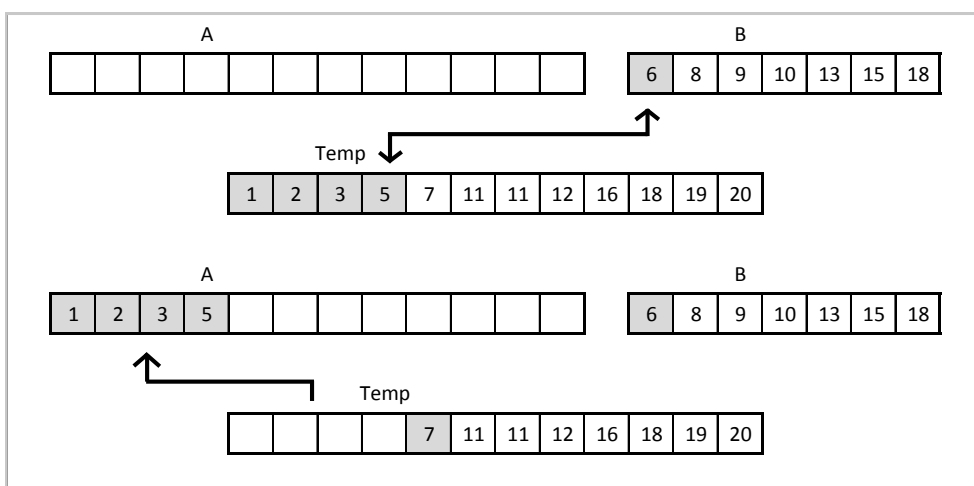 A B
6 8 9 10 13 15 18
Temp
1 2 3 5 7 11 11 12 16 18 19 20
A B
1 2 3 5 6 8 9 10 13 15 18
Temp
7 11 11 12 16 18 19 20